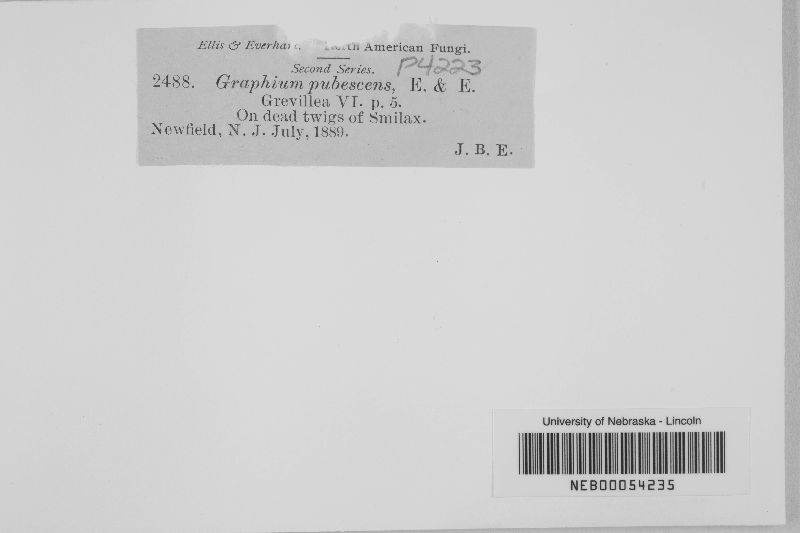 Ellis & Everhart. North American Fungi.
Second Series. P4223
2488. Graphium pubescens, E. & E.
Grevillea VI. p. 5.
On dead twigs of Smilax.
Newfield, N. J. July, 1889.
J. B. E.
University of Nebraska - Lincoln
NEB00054235